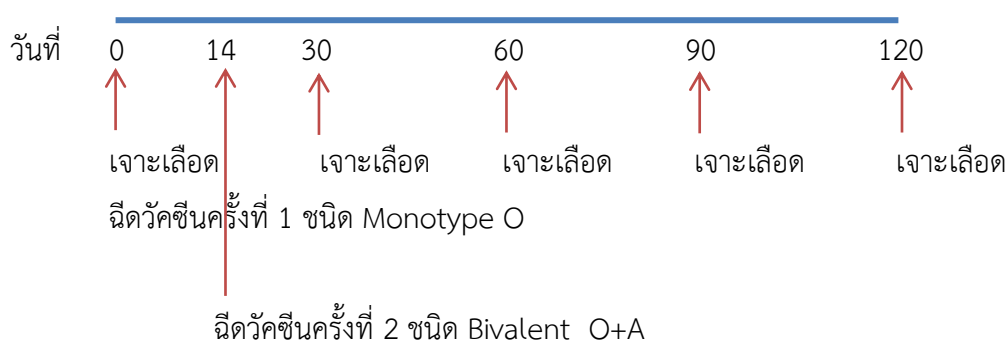 วันที่ 0 14 30 60 90 120
เจาะเลือด เจาะเลือด เจาะเลือด เจาะเลือด เจาะเลือด
ฉีดวัคซีนครั้งที่ 1 ชนิด Monotype O
ฉีดวัคซีนครั้งที่ 2 ชนิด Bivalent O+A